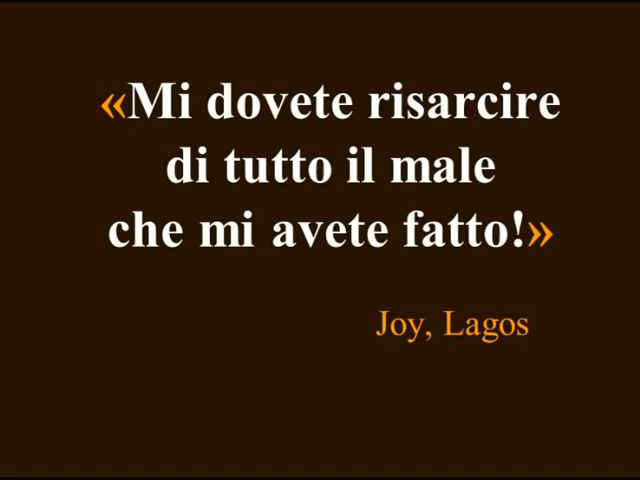 «Mi dovete risarcire
di tutto il male
che mi avete fatto!»
Joy, Lagos